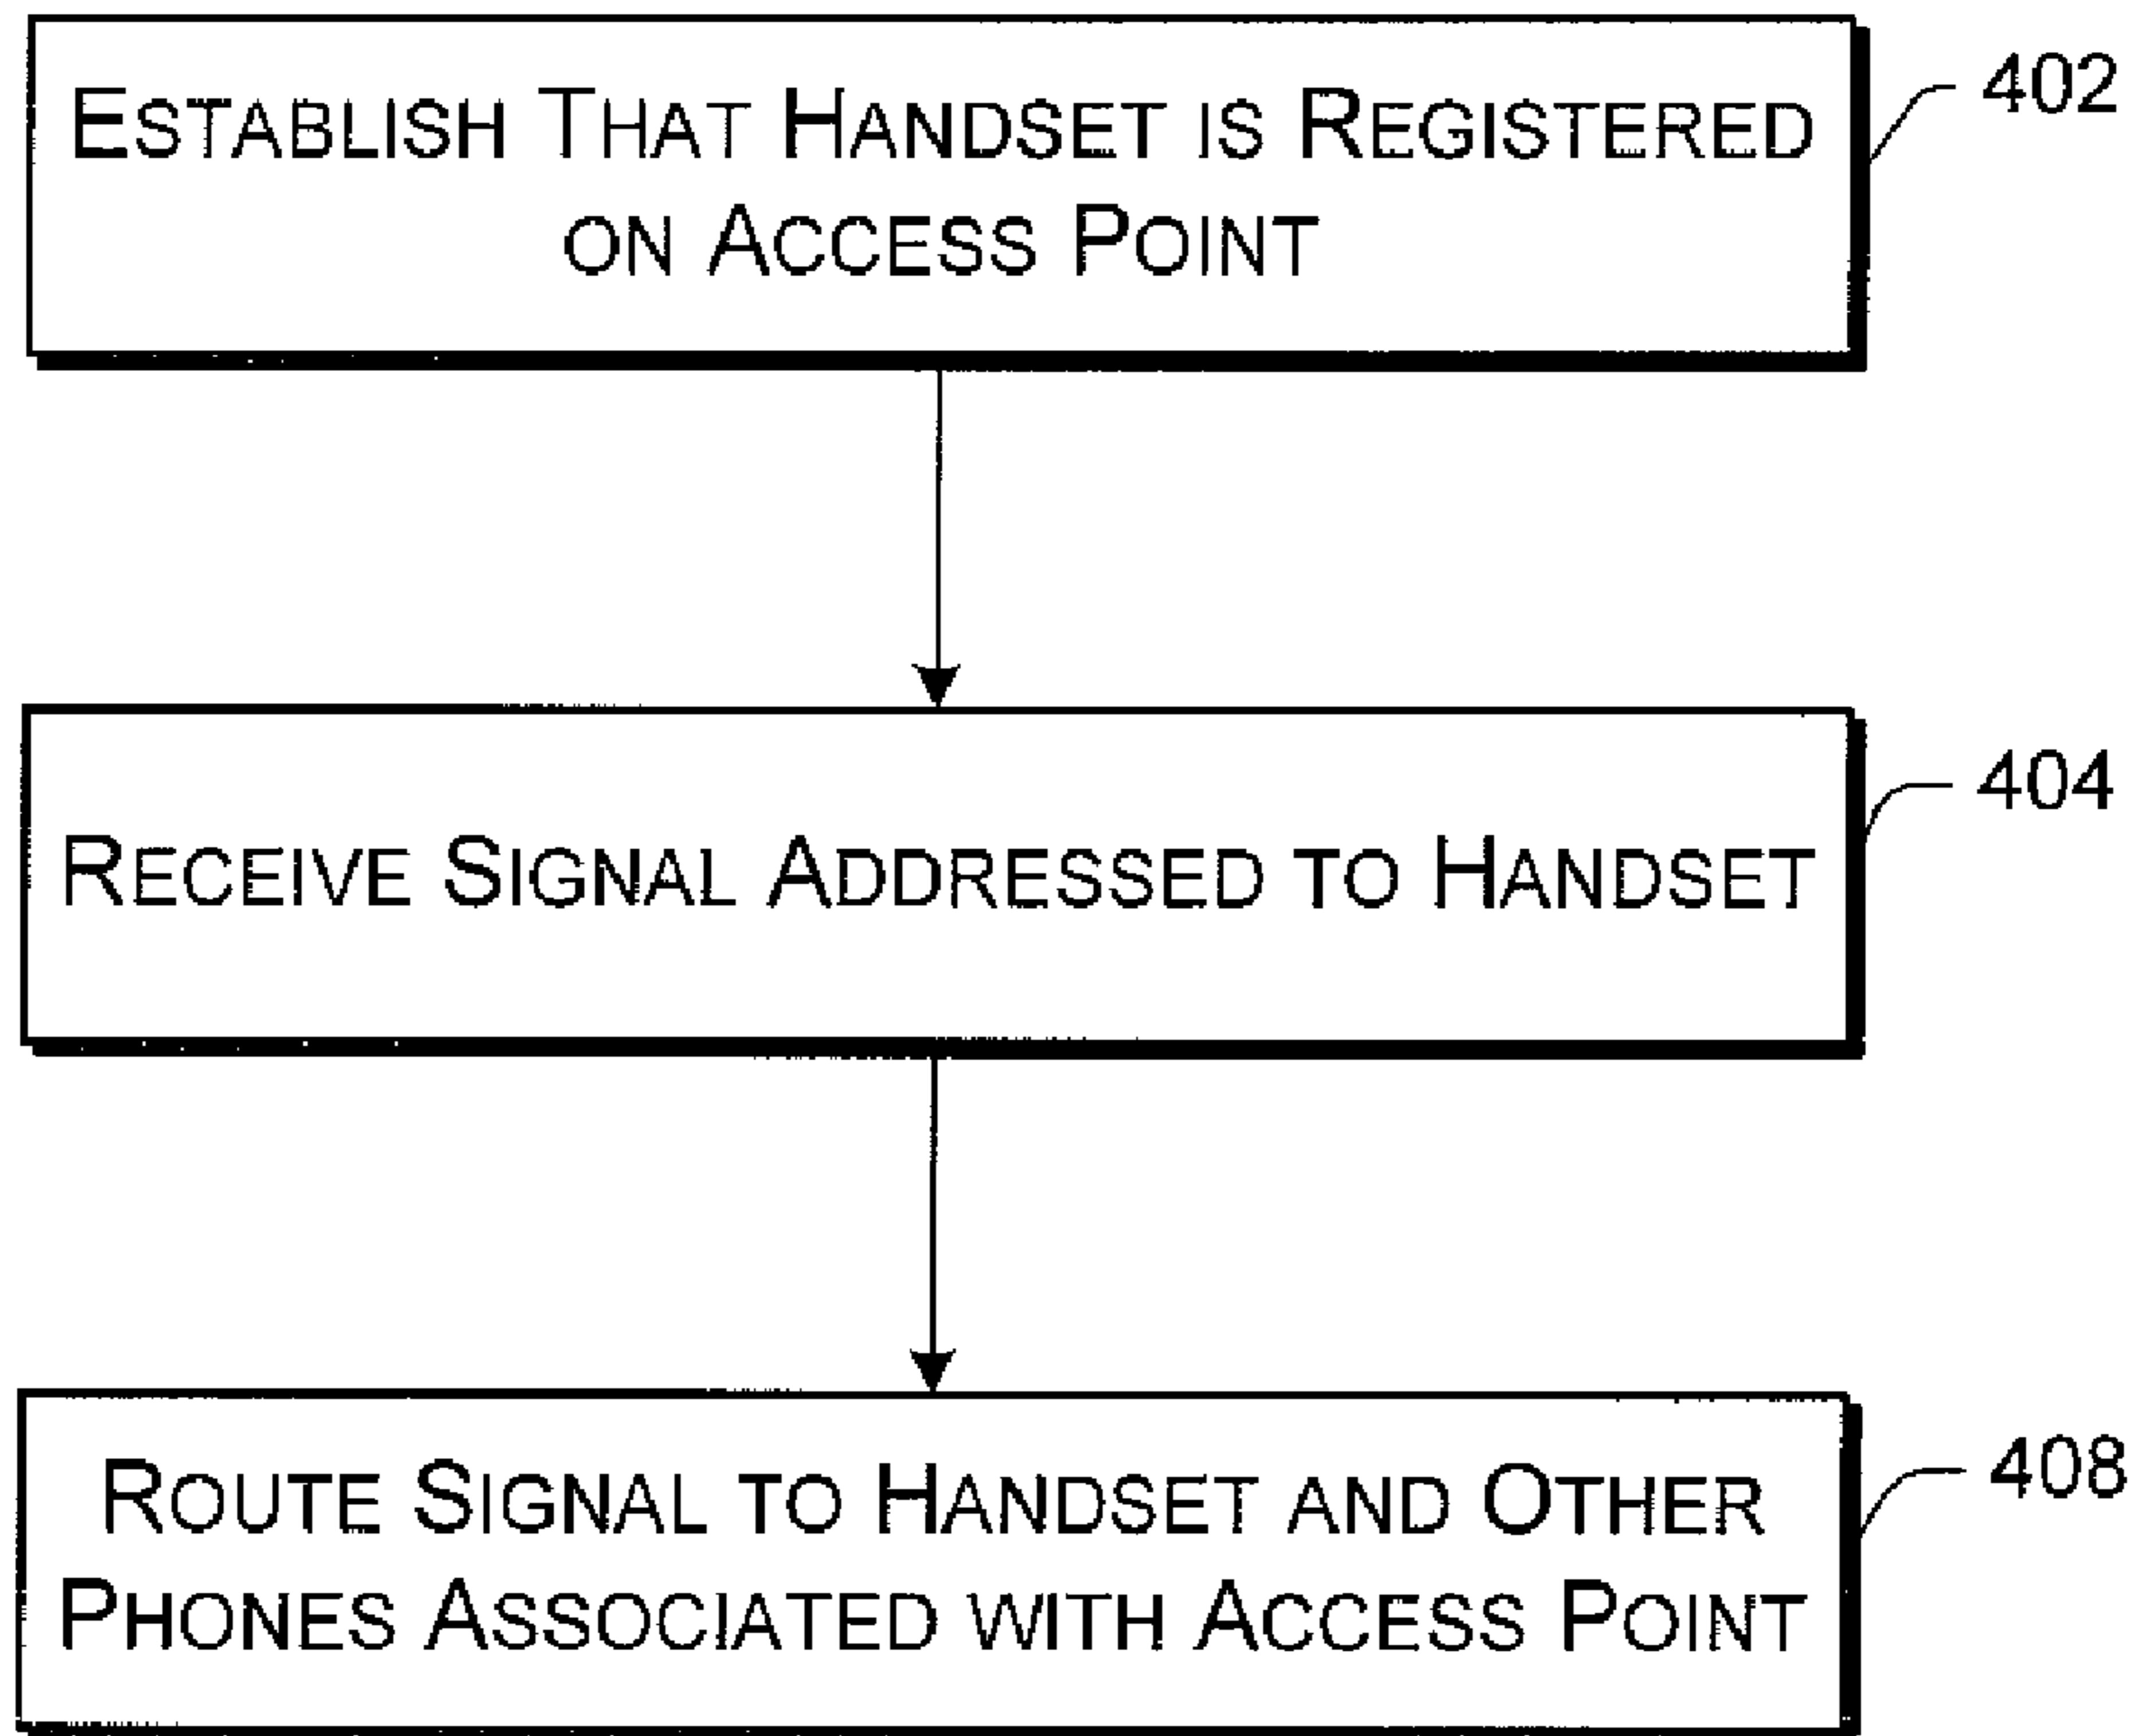 ESTABLISH THAT HANDSET IS REGISTERED
ON ACCESS POINT
402
RECEIVE SIGNAL ADDRESSED TO HANDSET
404
ROUTE SIGNAL TO HANDSET AND OTHER
PHONES ASSOCIATED WITH ACCESS POINT
408